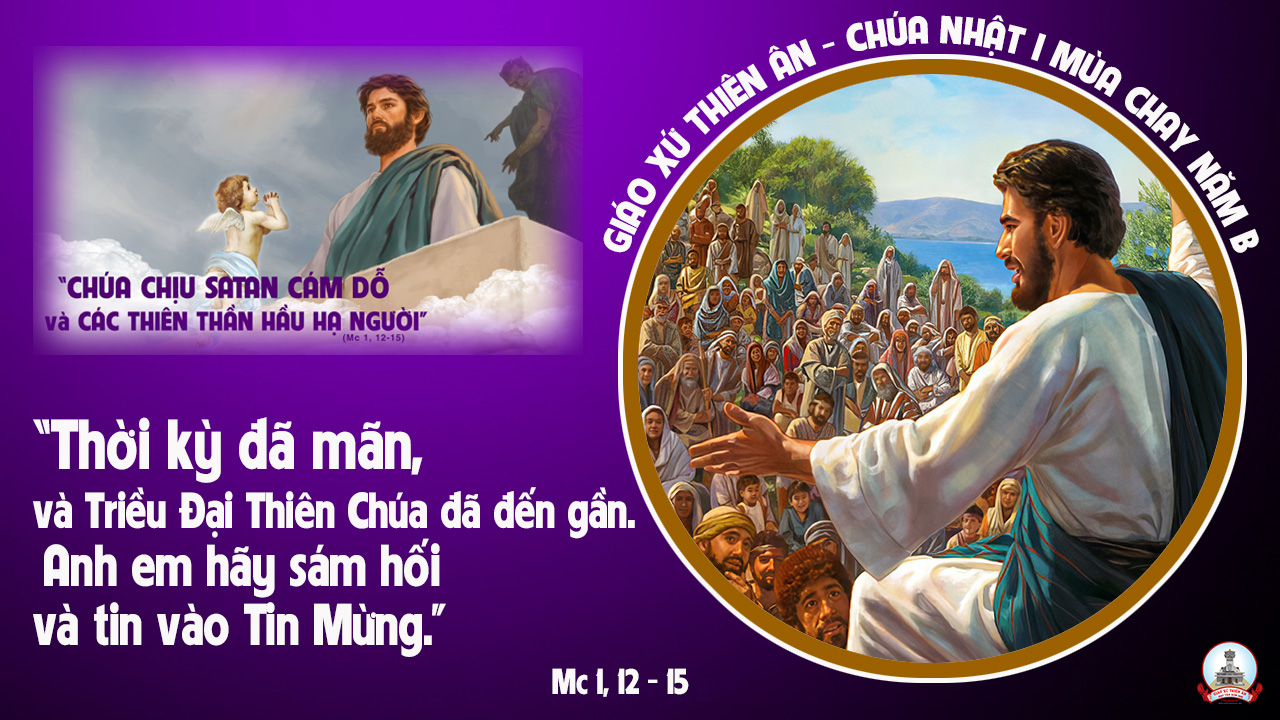 GIÁO XỨ THIÊN ÂN - CHÚA NHẬT I MÙA CHAY NĂM B
"CHÚA CHỊU SATAN CÁM DỖ
và CÁC THIÊN THẦN HẦU HẠ NGƯỜI"
(Mc 1, 12-15)
"Thời kỳ đã mãn,
và Triều Đại Thiên Chúa đã đến gần.
Anh em hãy sám hối
và tin vào Tin Mừng."
Mc 1, 12 - 15